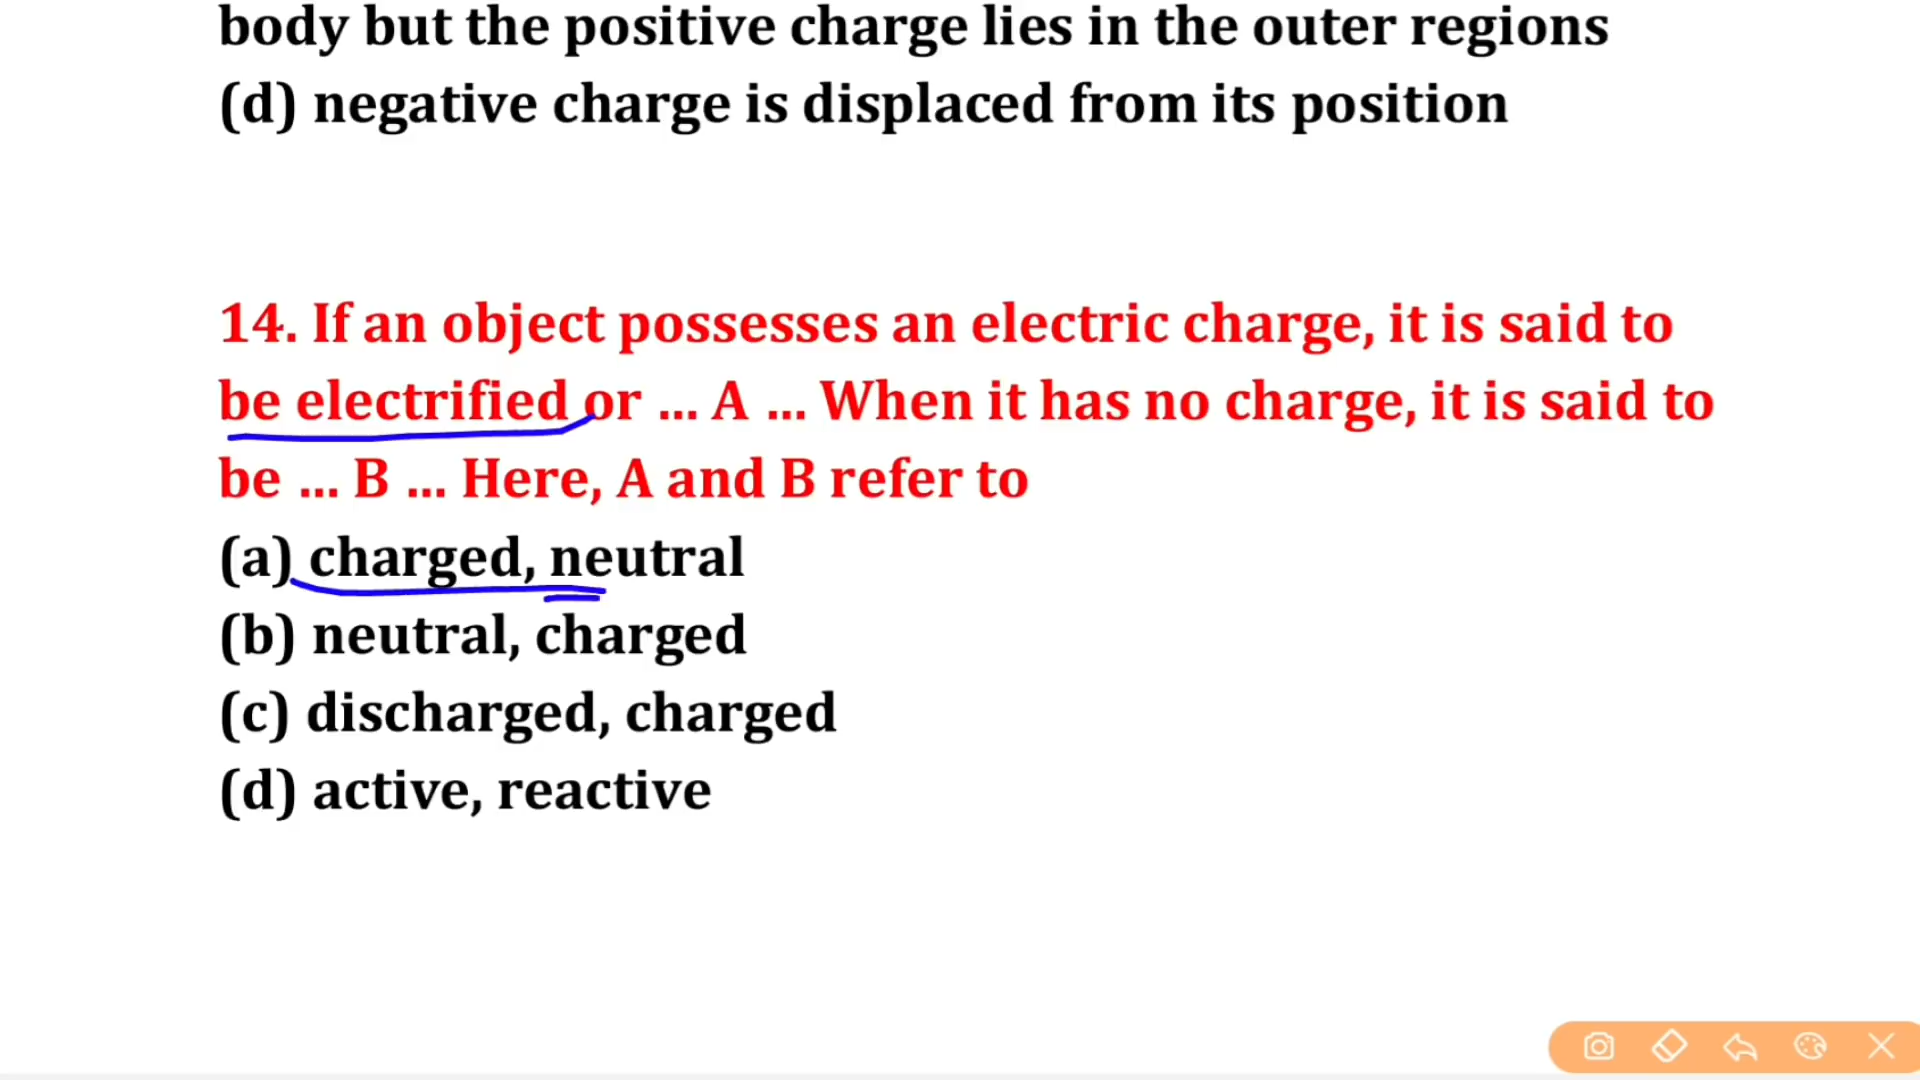 body but the positive charge lies in the outer regions
(d) negative charge is displaced from its position
14. If an object possesses an electric charge, it is said to
be electrified or ... A ... When it has no charge, it is said to
be ... B ... Here, A and B refer to
(a) charged, neutral
(b) neutral, charged
(c) discharged, charged
(d) active, reactive